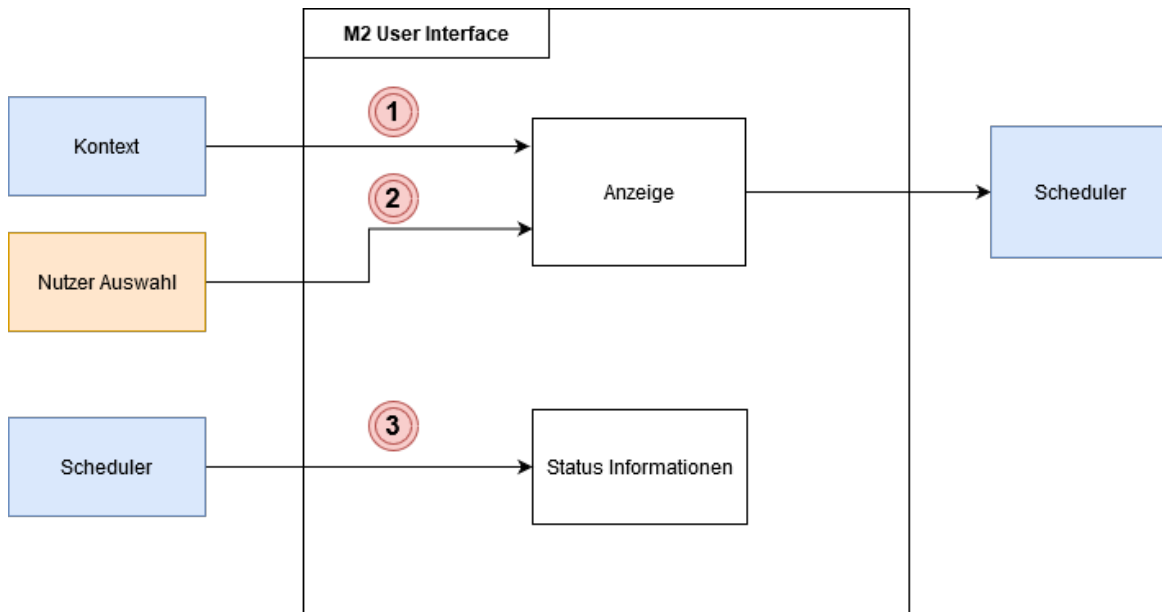 M2 User Interface
1
Kontext
Anzeige
2
Scheduler
Nutzer Auswahl
3
Scheduler
Status Informationen